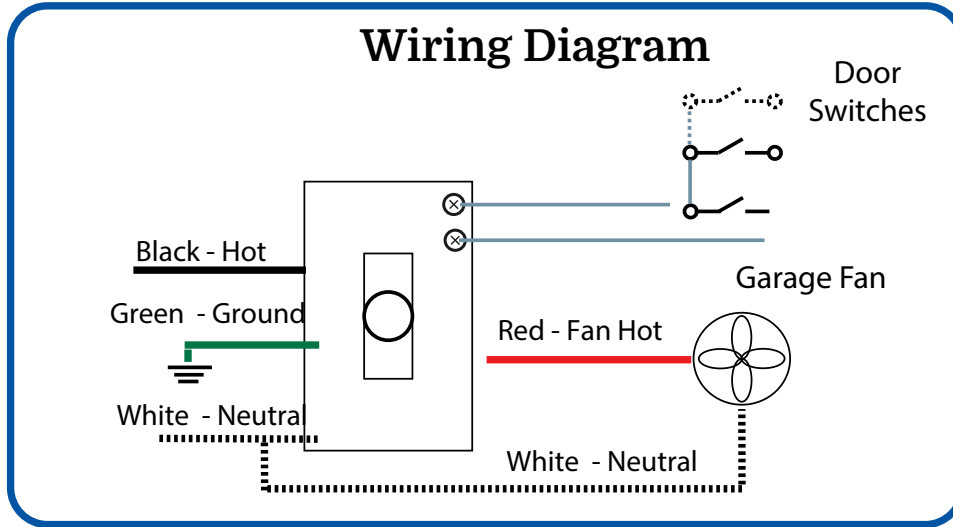 Wiring Diagram
Door
Switches
Black - Hot
Garage Fan
Green - Ground
Red - Fan Hot
White - Neutral
White - Neutral